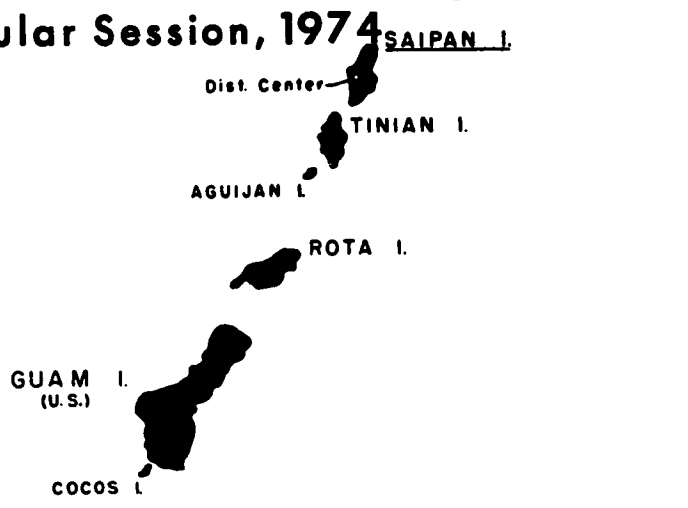 ular Session, 1974
SAIPAN I.
Dist. Center
TINIAN I.
AGUIJAN I.
ROTA I.
GUAM I.
(U.S.)
COCOS I.